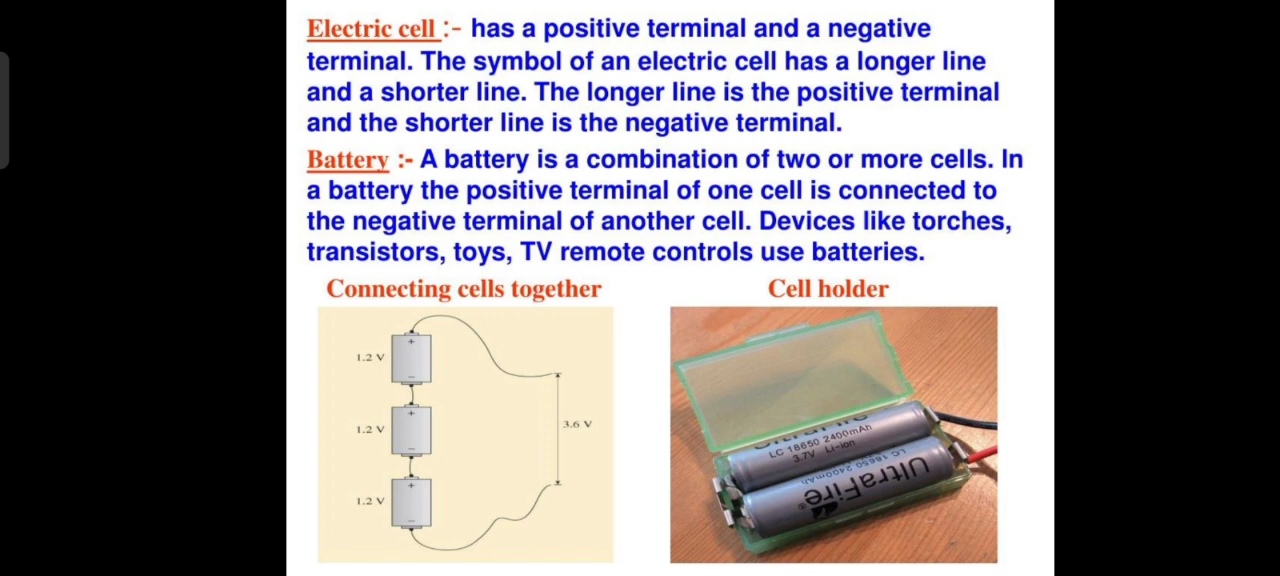 Electric cell :- has a positive terminal and a negative
terminal. The symbol of an electric cell has a longer line
and a shorter line. The longer line is the positive terminal
and the shorter line is the negative terminal.
Battery :- A battery is a combination of two or more cells. In
a battery the positive terminal of one cell is connected to
the negative terminal of another cell. Devices like torches,
transistors, toys, TV remote controls use batteries.
Connecting cells together
Cell holder
1.2 V
+
−
1.2 V
+
−
1.2 V
+
−
3.6 V
UltraFire
LC 18650 2400mAh
3.7V Li-ion
LC 18650 2400mAh
UltraFire®